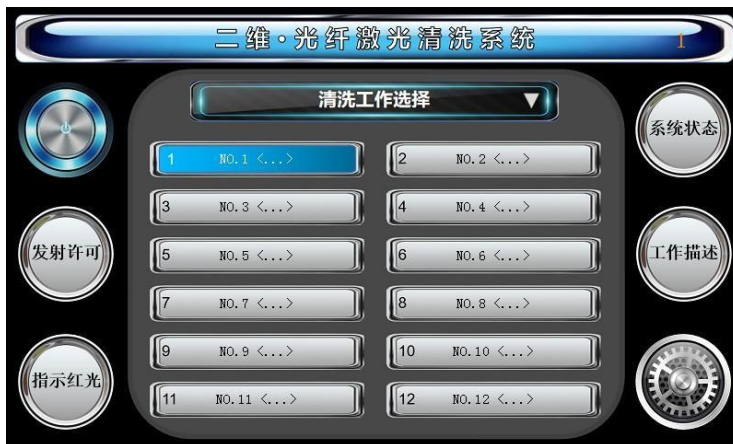 二维·光纤激光清洗系统 1
清洗工作选择 ▼
系统状态
1 NO.1 <...>
2 NO.2 <...>
3 NO.3 <...>
4 NO.4 <...>
发射许可
5 NO.5 <...>
6 NO.6 <...>
工作描述
7 NO.7 <...>
8 NO.8 <...>
9 NO.9 <...>
10 NO.10 <...>
指示红光
11 NO.11 <...>
12 NO.12 <...>